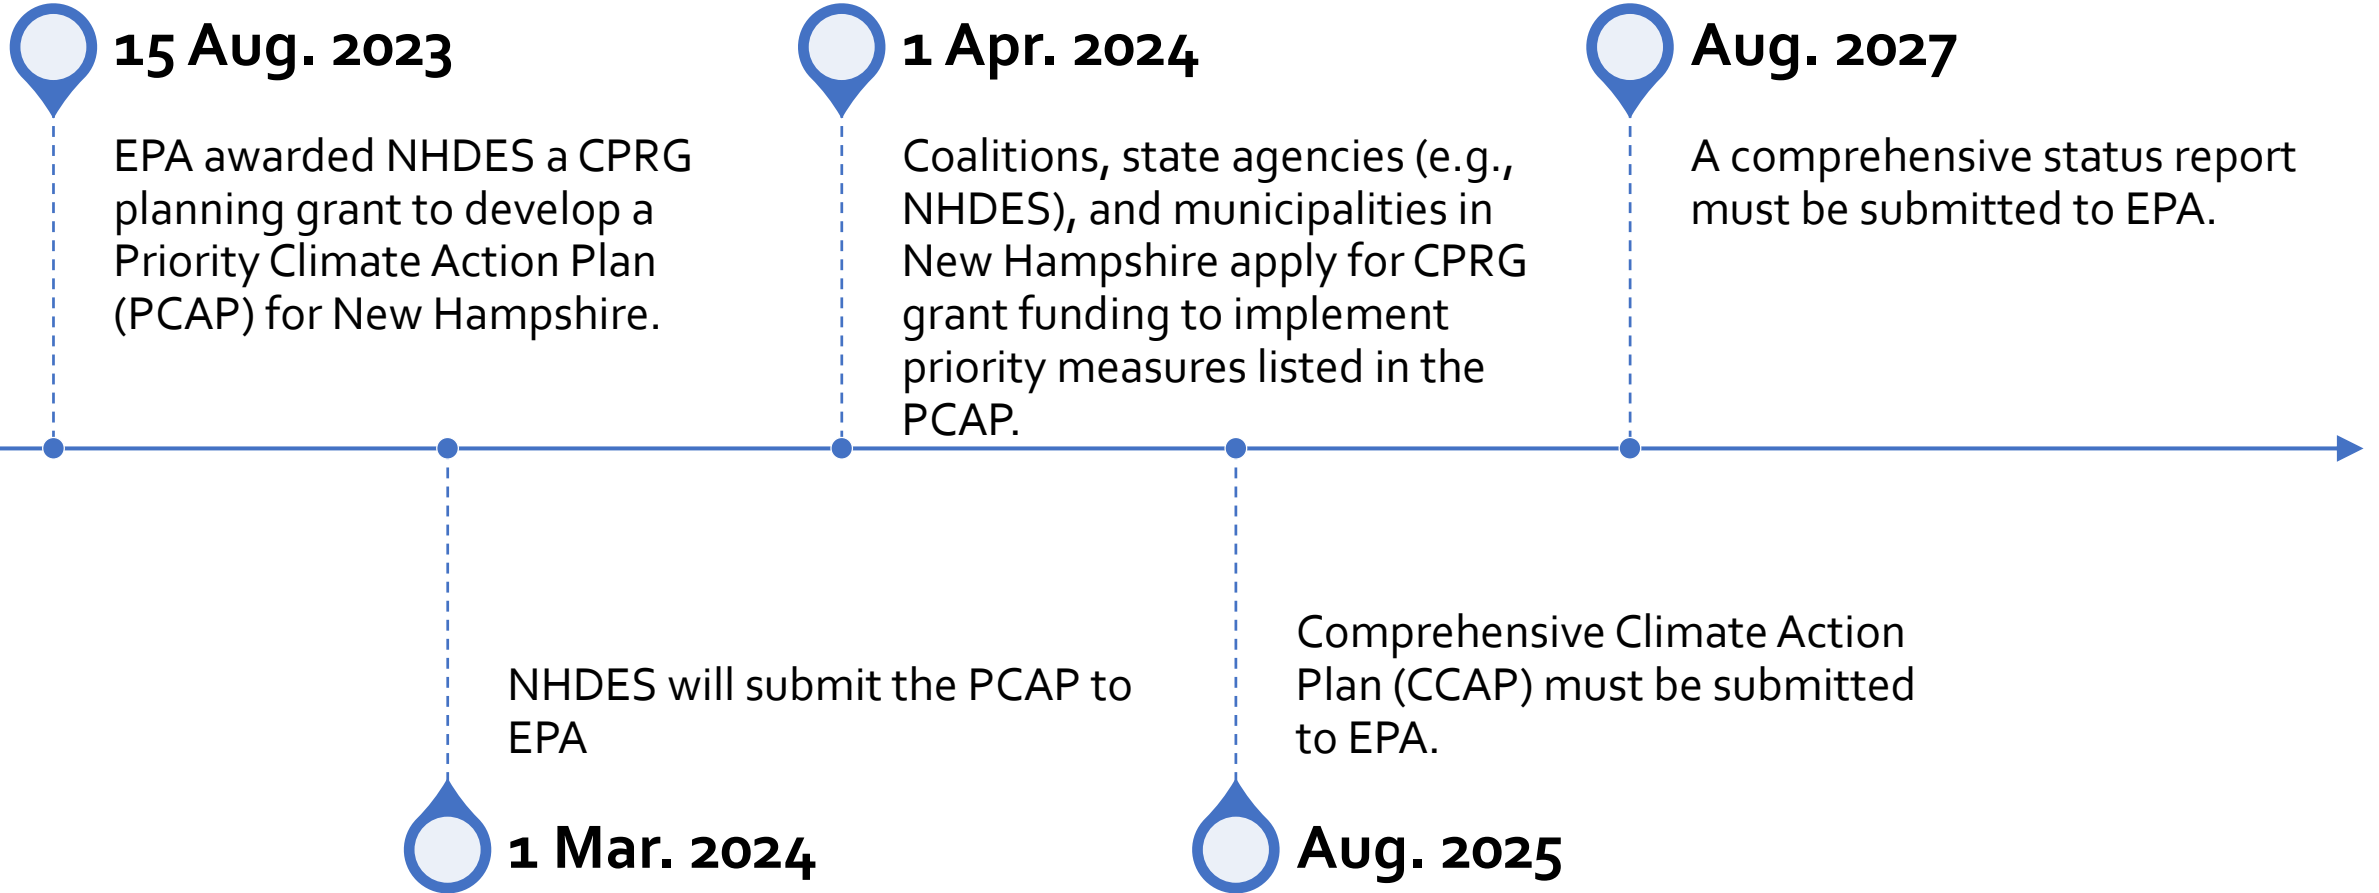 15 Aug. 2023
EPA awarded NHDES a CPRG
planning grant to develop a
Priority Climate Action Plan
(PCAP) for New Hampshire.
1 Mar. 2024
NHDES will submit the PCAP to
EPA
1 Apr. 2024
Coalitions, state agencies (e.g.,
NHDES), and municipalities in
New Hampshire apply for CPRG
grant funding to implement
priority measures listed in the
PCAP.
Aug. 2025
Comprehensive Climate Action
Plan (CCAP) must be submitted
to EPA.
Aug. 2027
A comprehensive status report
must be submitted to EPA.